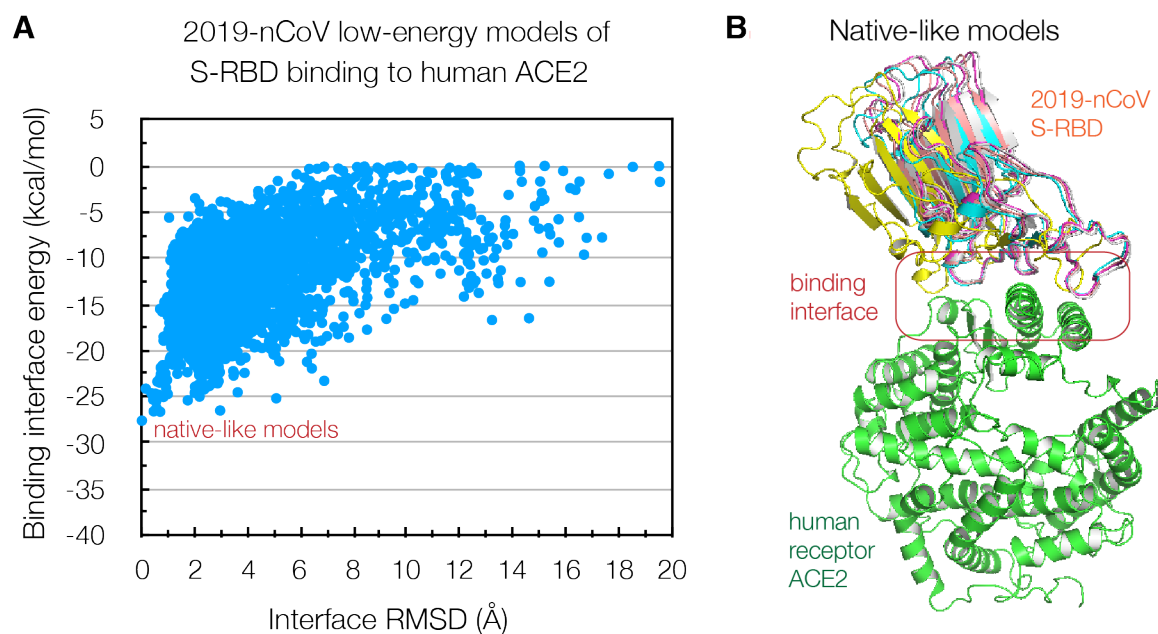 A
2019-nCoV low-energy models of
S-RBD binding to human ACE2
Binding interface energy (kcal/mol)
5
0
-5
-10
-15
-20
-25
-30
-35
-40
native-like models
0 2 4 6 8 10 12 14 16 18 20
Interface RMSD (Å)
B
Native-like models
2019-nCoV
S-RBD
binding
interface
human
receptor
ACE2